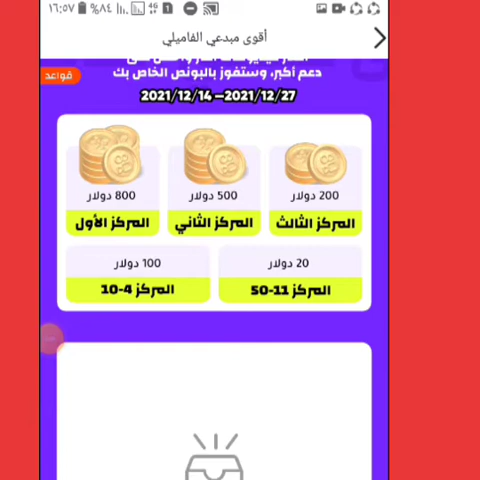 ١٦:٥٧ %٨٤ 4G 1
أقوى مبدعي الفاميلي
دعم أكبر، وستفوز بالبونص الخاص بك
قواعد
2021/12/14–2021/12/27
200 دولار 500 دولار 800 دولار
المركز الثالث المركز الثاني المركز الأول
20 دولار 100 دولار
المركز 11-50 المركز 4-10